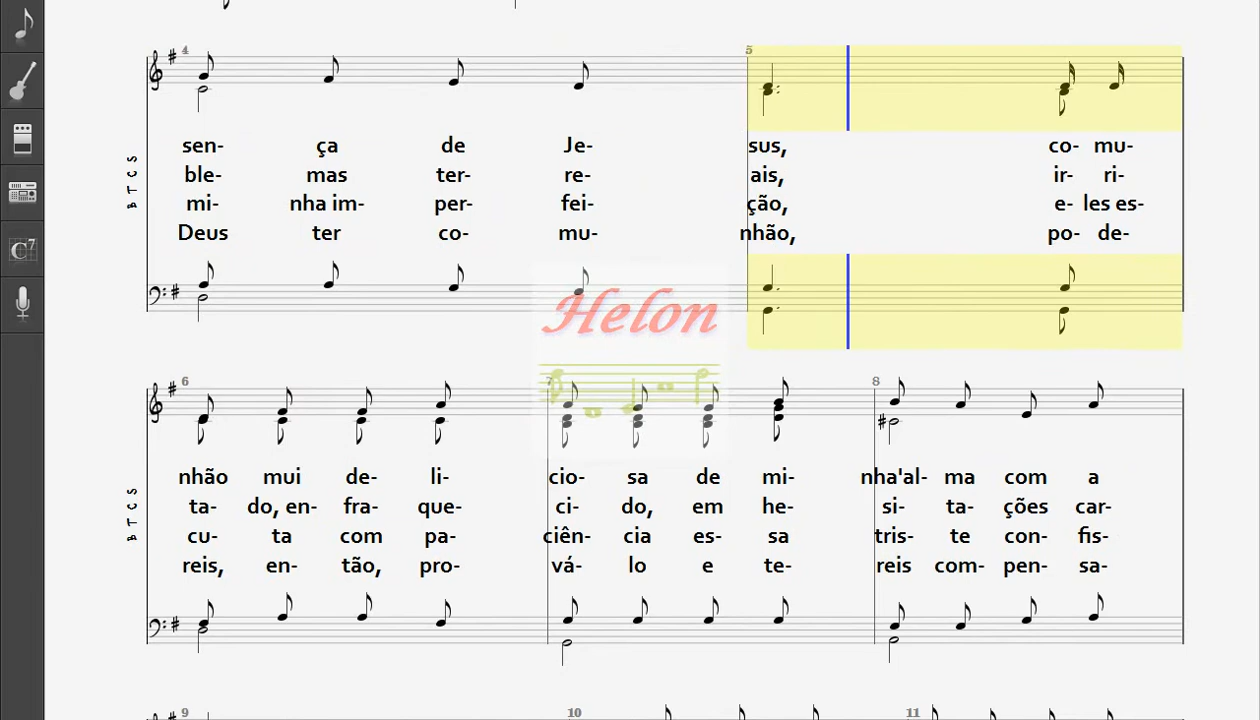 4 5
sen- ça de Je- sus, co- mu-
ble- mas ter- re- ais, ir- ri-
mi- nha im- per- fei- ção, e- les es-
Deus ter co- mu- nhão, po- de-
S
C
T
B
C7
Helon
6 7 8
nhão mui de- li- cio- sa de mi- nha'al- ma com a
ta- do, en- fra- que- ci- do, em he- si- ta- ções car-
cu- ta com pa- ciên- cia es- sa tris- te con- fis-
reis, en- tão, pro- vá- lo e te- reis com- pen- sa-
S
C
T
B
9 10 11